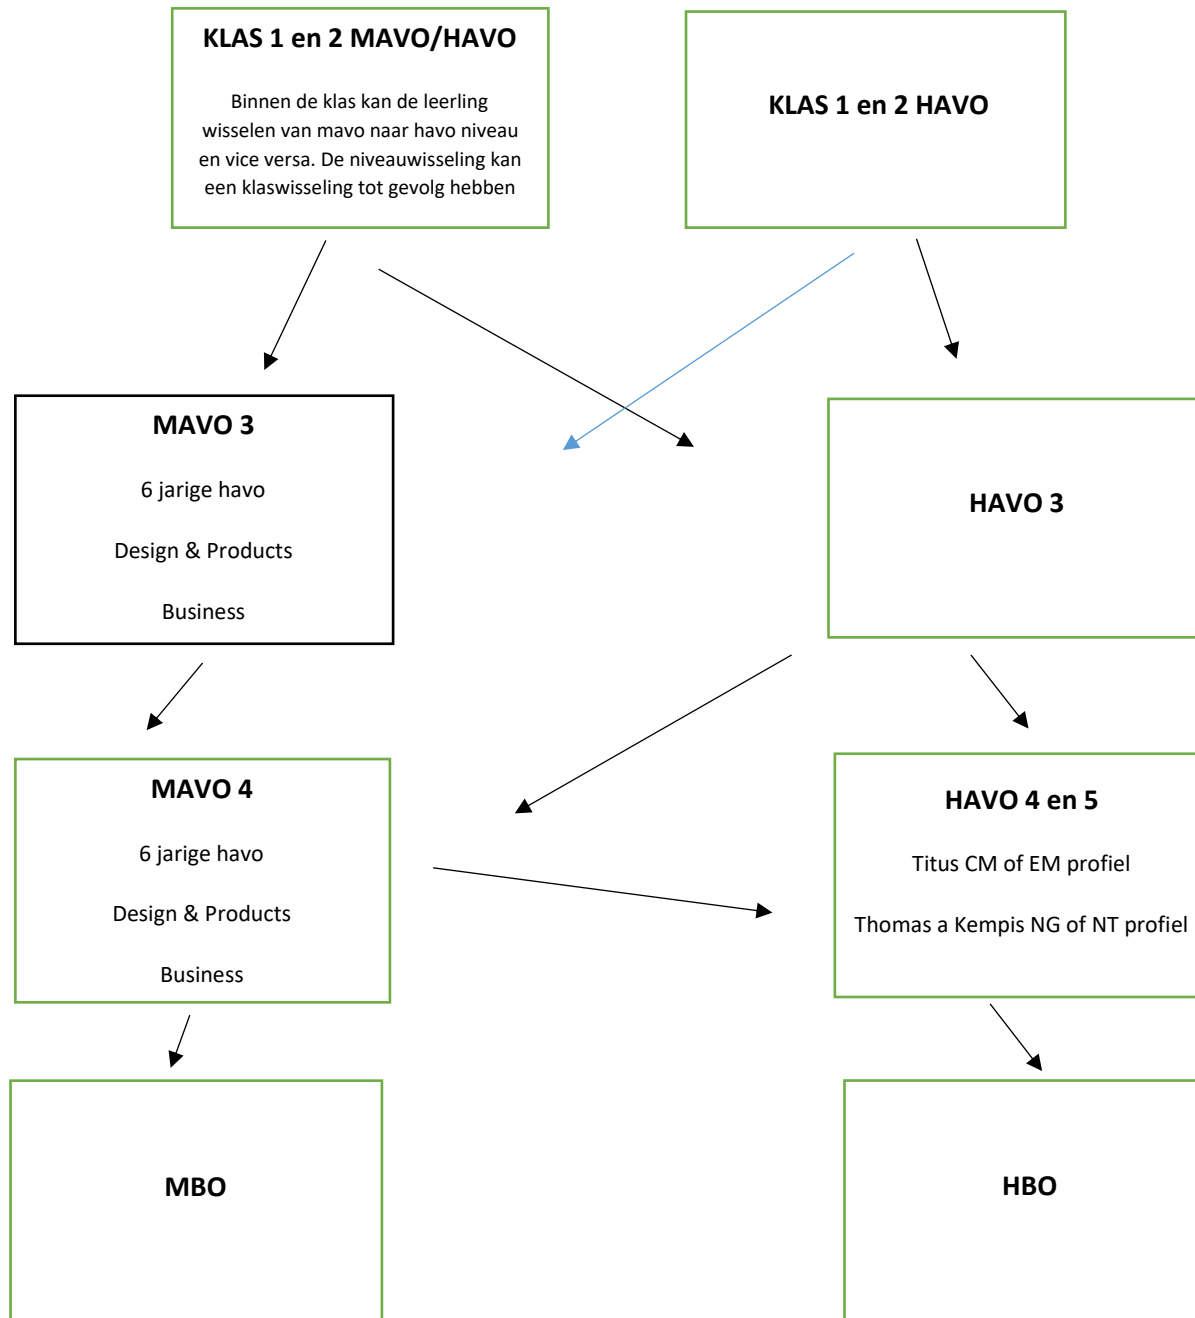 KLAS 1 en 2 MAVO/HAVO
Binnen de klas kan de leerling
wisselen van mavo naar havo niveau
en vice versa. De niveauwisseling kan
een klaswisseling tot gevolg hebben
KLAS 1 en 2 HAVO
MAVO 3
6 jarige havo
Design & Products
Business
HAVO 3
MAVO 4
6 jarige havo
Design & Products
Business
HAVO 4 en 5
Titus CM of EM profiel
Thomas a Kempis NG of NT profiel
MBO
HBO